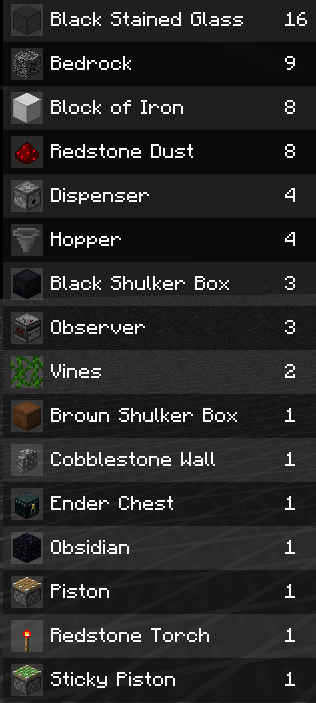 Black Stained Glass 16
Bedrock 9
Block of Iron 8
Redstone Dust 8
Dispenser 4
Hopper 4
Black Shulker Box 3
Observer 3
Vines 2
Brown Shulker Box 1
Cobblestone Wall 1
Ender Chest 1
Obsidian 1
Piston 1
Redstone Torch 1
Sticky Piston 1